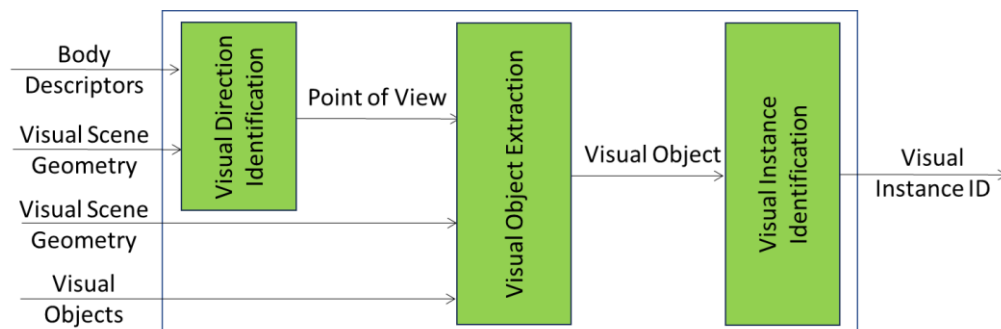 Body
Descriptors
Visual Scene
Geometry
Visual Scene
Geometry
Visual
Objects
Visual Direction
Identification
Point of View
Visual Object Extraction
Visual Object
Visual Instance
Identification
Visual
Instance ID